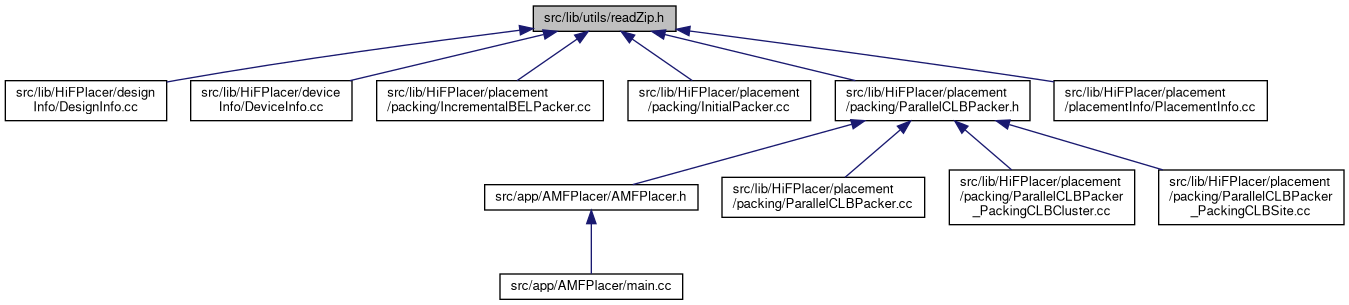 src/lib/utils/readZip.h
src/lib/HiFPlacer/design
Info/DesignInfo.cc
src/lib/HiFPlacer/device
Info/DeviceInfo.cc
src/lib/HiFPlacer/placement
/packing/IncrementalBELPacker.cc
src/lib/HiFPlacer/placement
/packing/InitialPacker.cc
src/lib/HiFPlacer/placement
/packing/ParallelCLBPacker.h
src/lib/HiFPlacer/placement
/placementInfo/PlacementInfo.cc
src/app/AMFPlacer/AMFPlacer.h
src/lib/HiFPlacer/placement
/packing/ParallelCLBPacker.cc
src/lib/HiFPlacer/placement
/packing/ParallelCLBPacker
_PackingCLBCluster.cc
src/lib/HiFPlacer/placement
/packing/ParallelCLBPacker
_PackingCLBSite.cc
src/app/AMFPlacer/main.cc